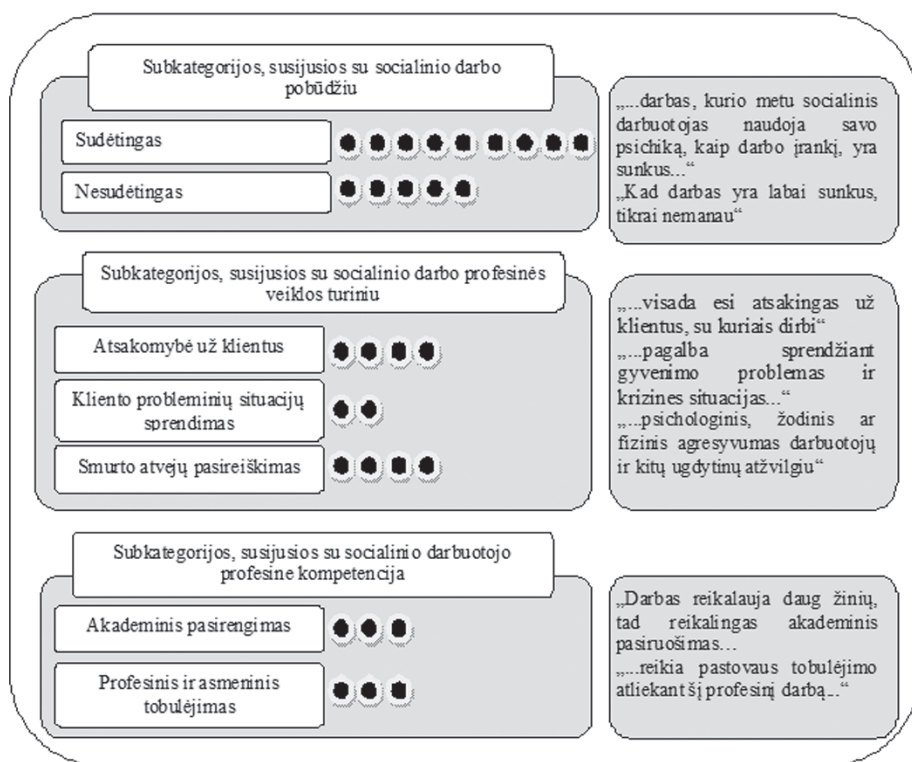 Subkategorijos, susijusios su socialinio darbo
pobūdžiu
Sudėtingas
Nesudėtingas
„...darbas, kurio metu socialinis
darbuotojas naudoja savo
psichiką, kaip darbo įrankį, yra
sunkus...“
„Kad darbas yra labai sunkus,
tikrai nemanau“
Subkategorijos, susijusios su socialinio darbo profesinės
veiklos turiniu
Atsakomybė už klientus
Kliento probleminių situacijų
sprendimas
Smurto atvejų pasireiškimas
„...visada esi atsakingas už
klientus, su kuriais dirbi“
„...pagalba sprendžiant
gyvenimo problemas ir
krizines situacijas...“
„...psichologinis, žodinis ar
fizinis agresyvumas darbuotojų
ir kitų ugdytinų atžvilgiu“
Subkategorijos, susijusios su socialinio darbuotojo
profesine kompetencija
Akademinis pasirengimas
Profesinis ir asmeninis
tobulėjimas
„Darbas reikalauja daug žinių,
tad reikalingas akademinis
pasiruošimas...
„...reikia pastovaus tobulėjimo
atliekant šį profesinį darbą...“